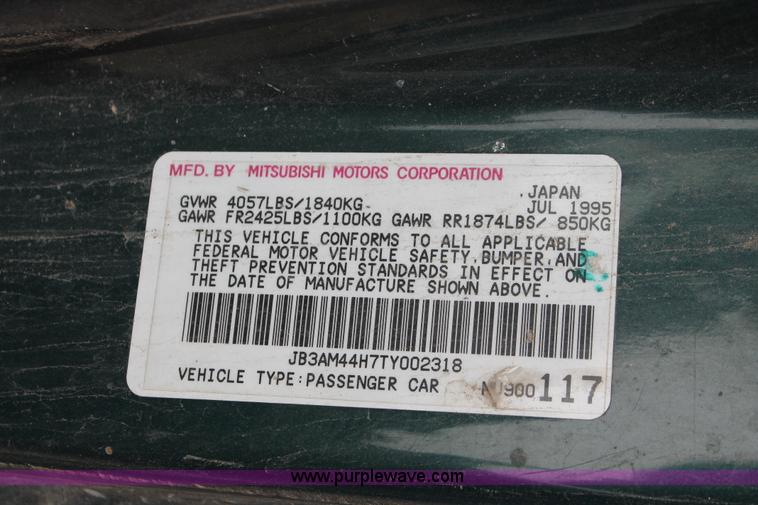 MFD. BY MITSUBISHI MOTORS CORPORATION
JAPAN
GVWR 4057LBS/1840KG JUL 1995
GAWR FR2425LBS/1100KG GAWR RR1874LBS/ 850KG
THIS VEHICLE CONFORMS TO ALL APPLICABLE
FEDERAL MOTOR VEHICLE SAFETY, BUMPER, AND
THEFT PREVENTION STANDARDS IN EFFECT ON
THE DATE OF MANUFACTURE SHOWN ABOVE.
JB3AM44H7TY002318
VEHICLE TYPE:PASSENGER CAR 117
www.purplewave.com